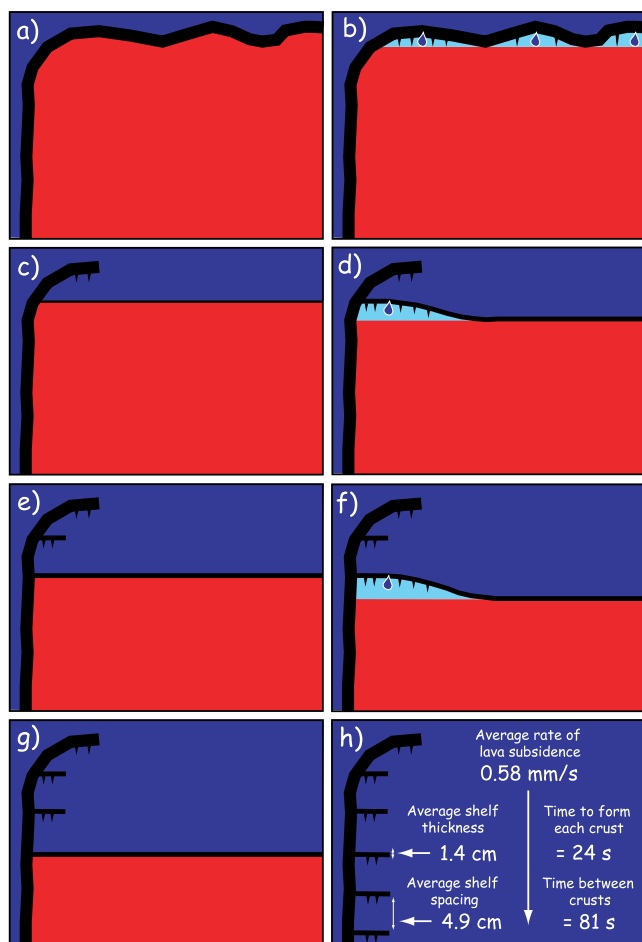 a)
b)
c)
d)
e)
f)
g)
h)
Average rate of
lava subsidence
0.58 mm/s
Average shelf
thickness
1.4 cm
Time to form
each crust
= 24 s
Average shelf
spacing
4.9 cm
Time between
crusts
= 81 s